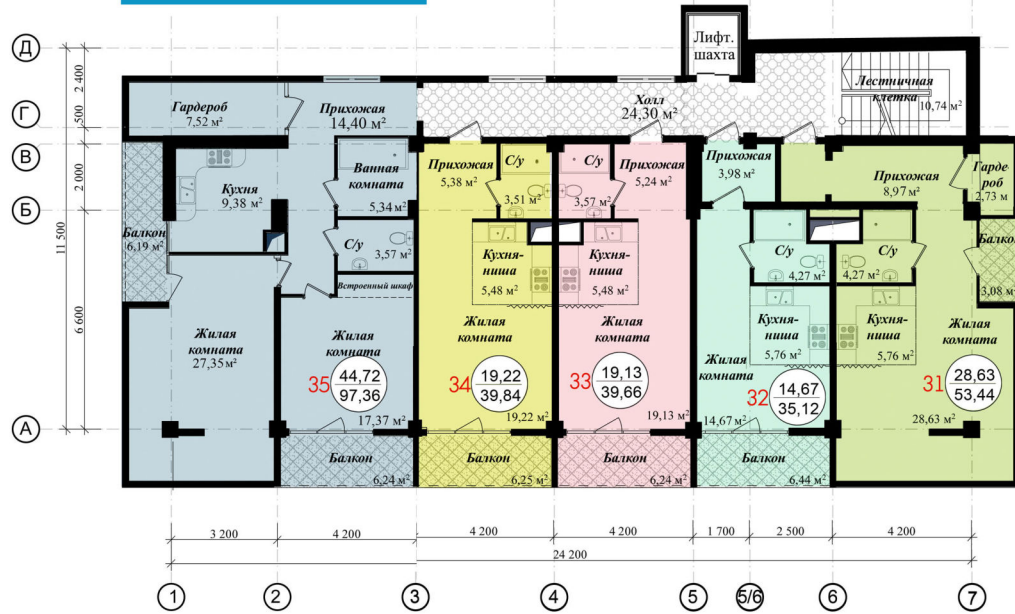 Д
Г
В
Б
А
2 400
1 500
2 000
11 500
6 600
Лифт.
шахта
Лестничная
клетка
10,74 м²
Холл
24,30 м²
Гардероб
7,52 м²
Прихожая
14,40 м²
Кухня
9,38 м²
Ванная
комната
5,34 м²
С/у
3,57 м²
Встроенный шкаф
Балкон
6,19 м²
Жилая
комната
27,35 м²
Жилая
комната
35
44,72
97,36
17,37 м²
Балкон
6,24 м²
Прихожая
5,38 м²
С/у
3,51 м²
Кухня-
ниша
5,48 м²
Жилая
комната
34
19,22
39,84
19,22 м²
Балкон
6,25 м²
С/у
3,57 м²
Прихожая
5,24 м²
Кухня-
ниша
5,48 м²
Жилая
комната
33
19,13
39,66
19,13 м²
Балкон
6,24 м²
Прихожая
3,98 м²
С/у
4,27 м²
Кухня-
ниша
5,76 м²
Жилая
комната
32
14,67
35,12
14,67 м²
Балкон
6,44 м²
Прихожая
8,97 м²
Гарде
роб
2,73 м²
С/у
4,27 м²
Балкон
3,08 м²
Кухня-
ниша
5,76 м²
Жилая
комната
31
28,63
53,44
28,63 м²
3 200
4 200
4 200
4 200
1 700
2 500
4 200
24 200
1
2
3
4
5
5/6
6
7